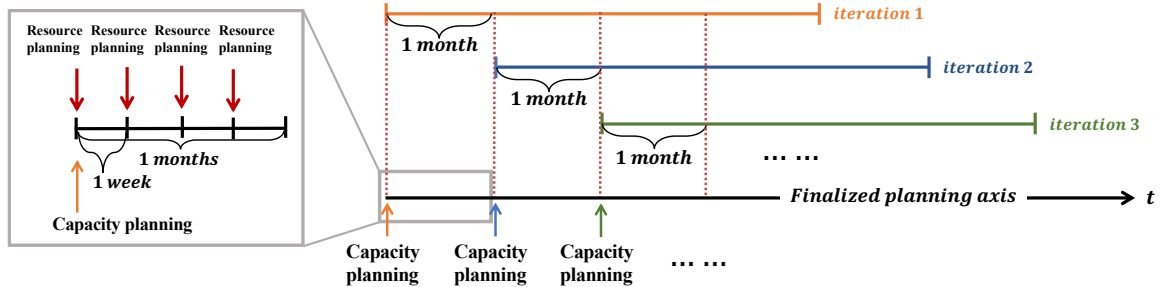 Resource planning
Resource planning
Resource planning
Resource planning
1 months
1 week
Capacity planning
iteration 1
1 month
iteration 2
1 month
iteration 3
1 month
... ...
Finalized planning axis
t
Capacity planning
Capacity planning
Capacity planning
... ...